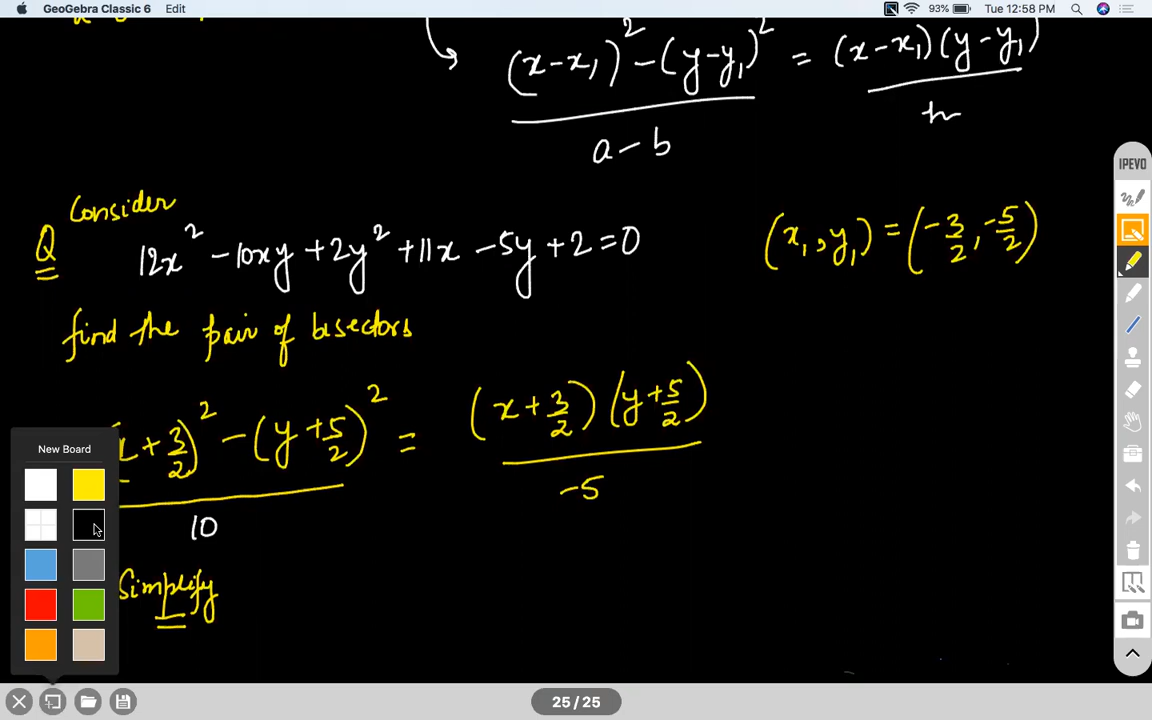 GeoGebra Classic 6 Edit 93% Tue 12:58 PM
(x-x₁)² - (y-y₁)² = (x-x₁)(y-y₁)
a-b h
IPEVO
Consider
Q 12x² - 10xy + 2y² + 11x - 5y + 2 = 0 (x₁, y₁) = (-3/2, -5/2)
find the pair of bisectors
+ 3/2)² - (y + 5/2)² = (x + 3/2)(y + 5/2)
10 -5
New Board
Simplify
25 / 25